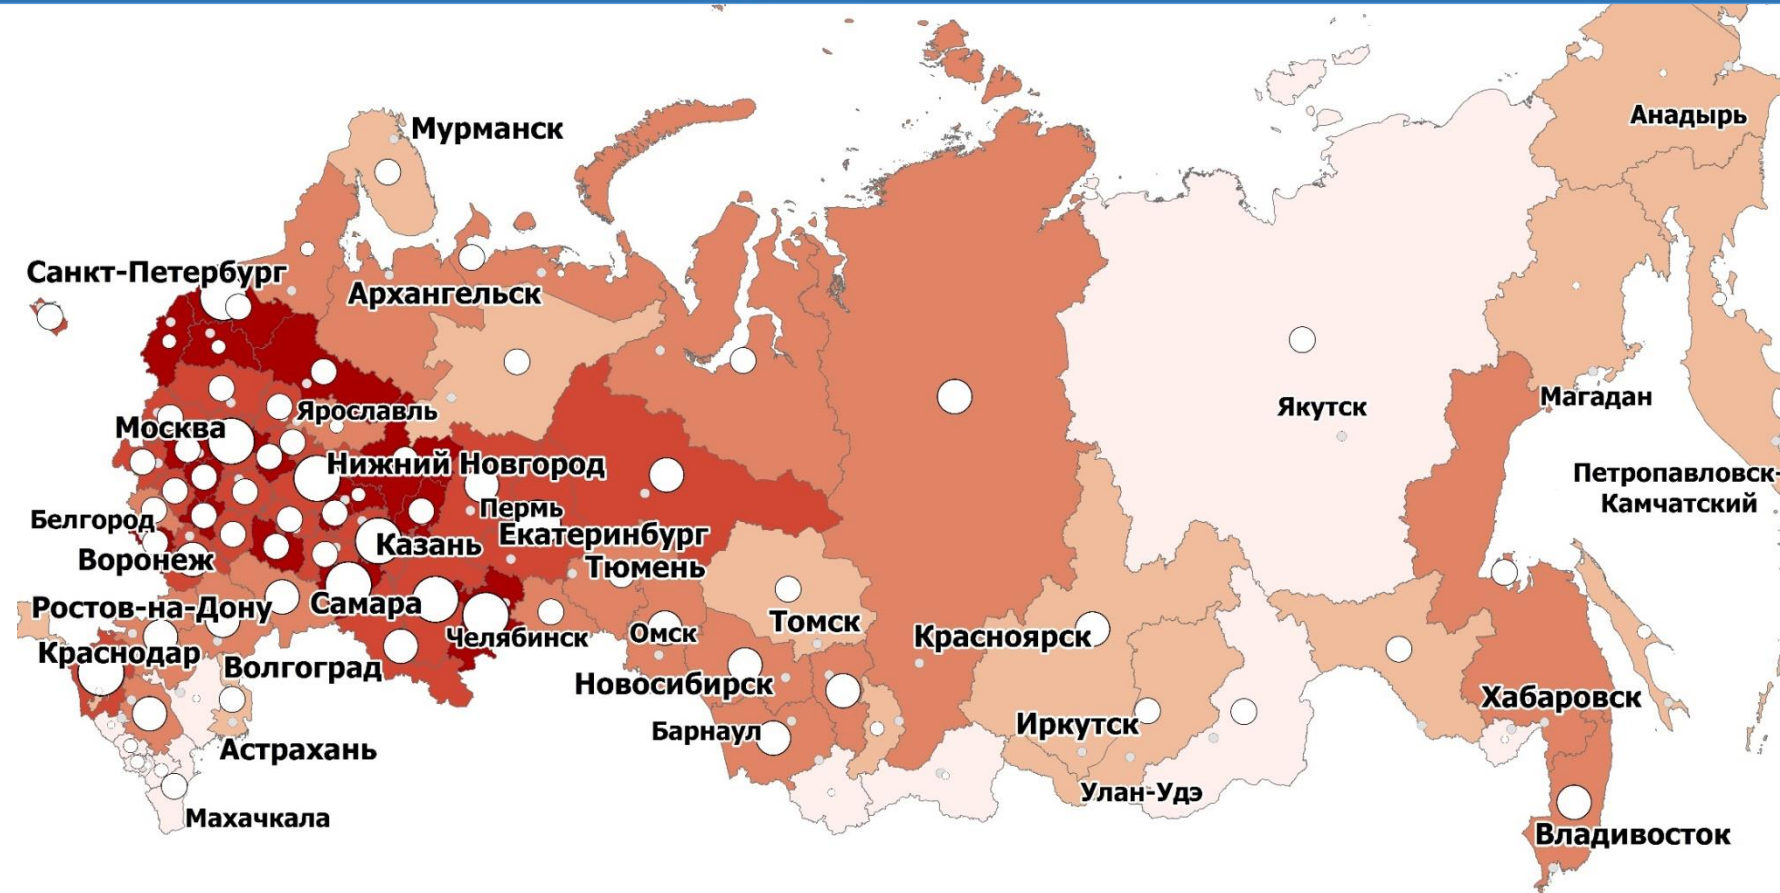 Анадырь
Мурманск
Санкт-Петербург
Архангельск
Магадан
Якутск
Ярославль
Москва
Нижний Новгород
Петропавловск-
Камчатский
Пермь
Белгород
Екатеринбург
Казань
Воронеж
Тюмень
Ростов-на-Дону
Самара
Томск
Омск
Челябинск
Красноярск
Краснодар
Волгоград
Новосибирск
Хабаровск
Иркутск
Барнаул
Астрахань
Улан-Удэ
Махачкала
Владивосток